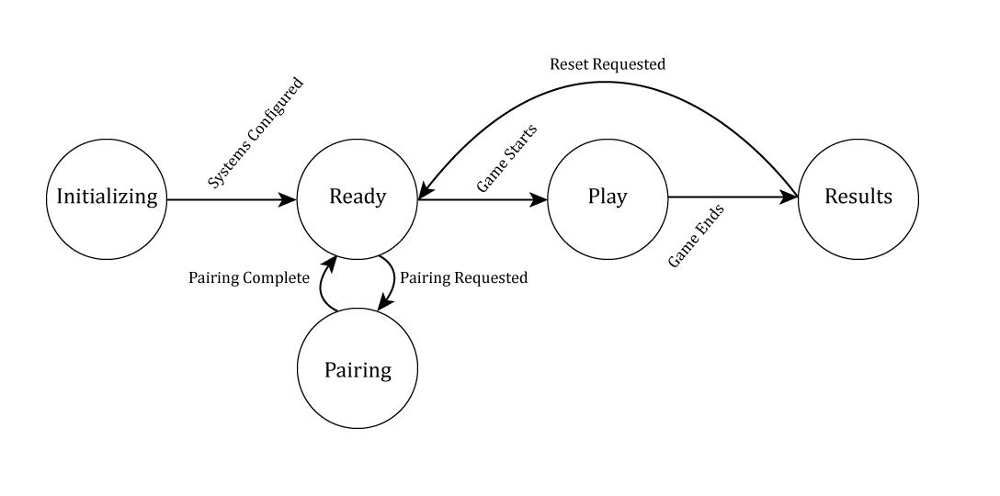 Reset Requested
Systems Configured
Game Starts
Initializing
Ready
Play
Results
Game Ends
Pairing Complete
Pairing Requested
Pairing